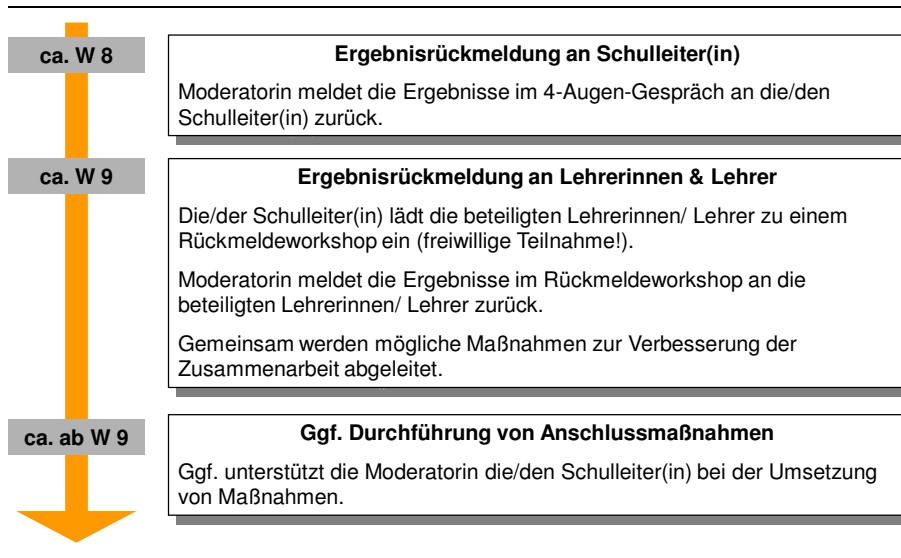 ca. W 8
Ergebnisrückmeldung an Schulleiter(in)
Moderatorin meldet die Ergebnisse im 4-Augen-Gespräch an die/den
Schulleiter(in) zurück.
ca. W 9
Ergebnisrückmeldung an Lehrerinnen & Lehrer
Die/der Schulleiter(in) lädt die beteiligten Lehrerinnen/ Lehrer zu einem
Rückmeldeworkshop ein (freiwillige Teilnahme!).
Moderatorin meldet die Ergebnisse im Rückmeldeworkshop an die
beteiligten Lehrerinnen/ Lehrer zurück.
Gemeinsam werden mögliche Maßnahmen zur Verbesserung der
Zusammenarbeit abgeleitet.
ca. ab W 9
Ggf. Durchführung von Anschlussmaßnahmen
Ggf. unterstützt die Moderatorin die/den Schulleiter(in) bei der Umsetzung
von Maßnahmen.